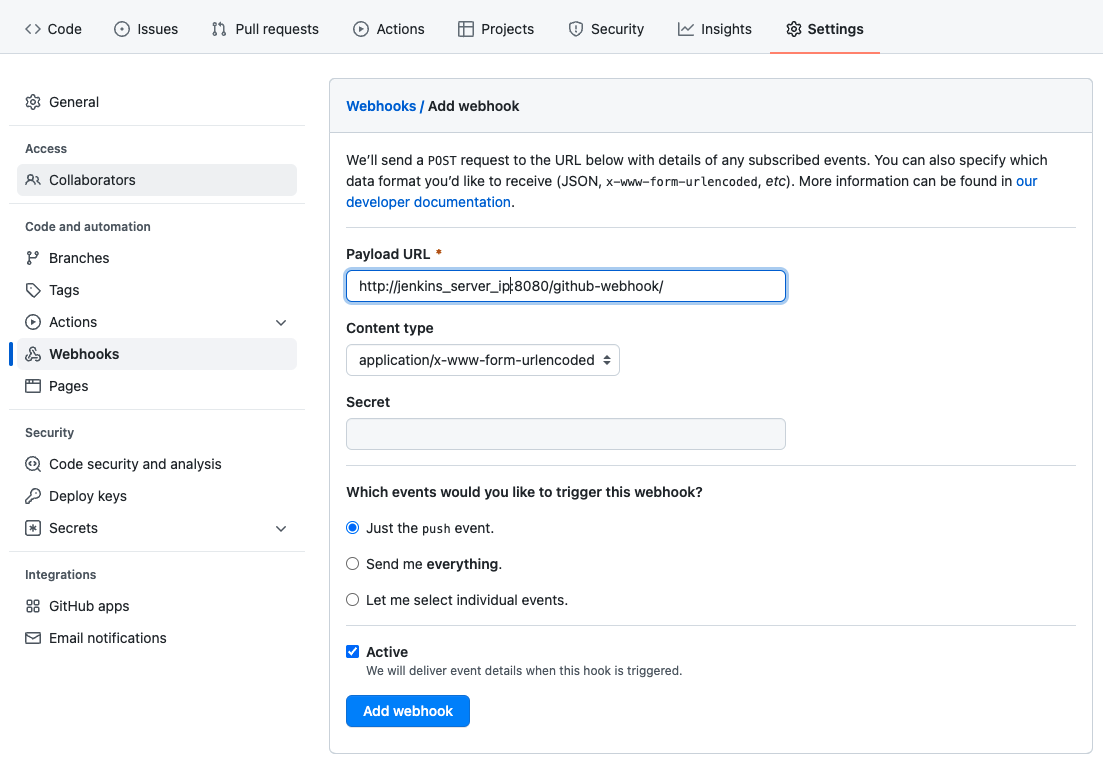 Code Issues Pull requests Actions Projects Security Insights Settings
General
Access
Collaborators
Code and automation
Branches
Tags
Actions
Webhooks
Pages
Security
Code security and analysis
Deploy keys
Secrets
Integrations
GitHub apps
Email notifications
Webhooks / Add webhook
We’ll send a POST request to the URL below with details of any subscribed events. You can also specify which
data format you’d like to receive (JSON, x-www-form-urlencoded, etc). More information can be found in our
developer documentation.
Payload URL *
http://jenkins_server_ip:8080/github-webhook/
Content type
application/x-www-form-urlencoded
Secret
Which events would you like to trigger this webhook?
Just the push event.
Send me everything.
Let me select individual events.
Active
We will deliver event details when this hook is triggered.
Add webhook